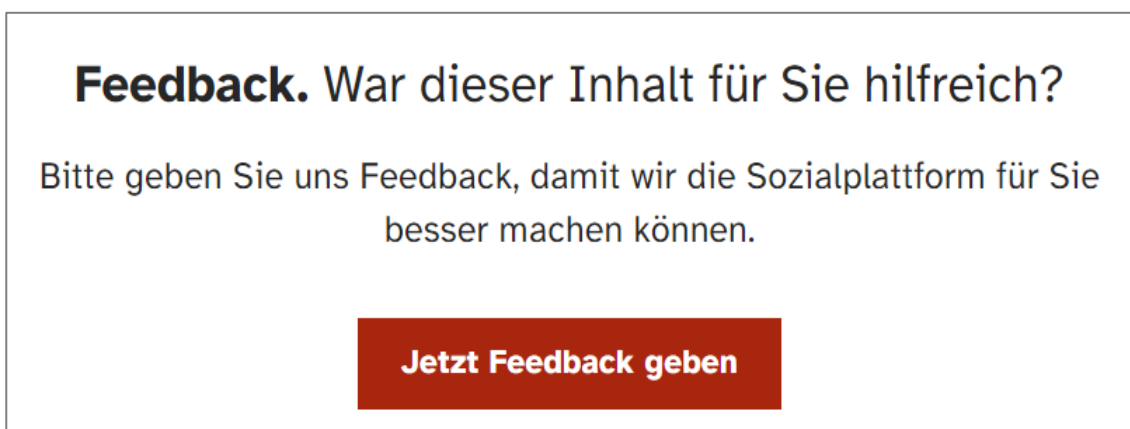 Feedback. War dieser Inhalt für Sie hilfreich?
Bitte geben Sie uns Feedback, damit wir die Sozialplattform für Sie
besser machen können.
Jetzt Feedback geben